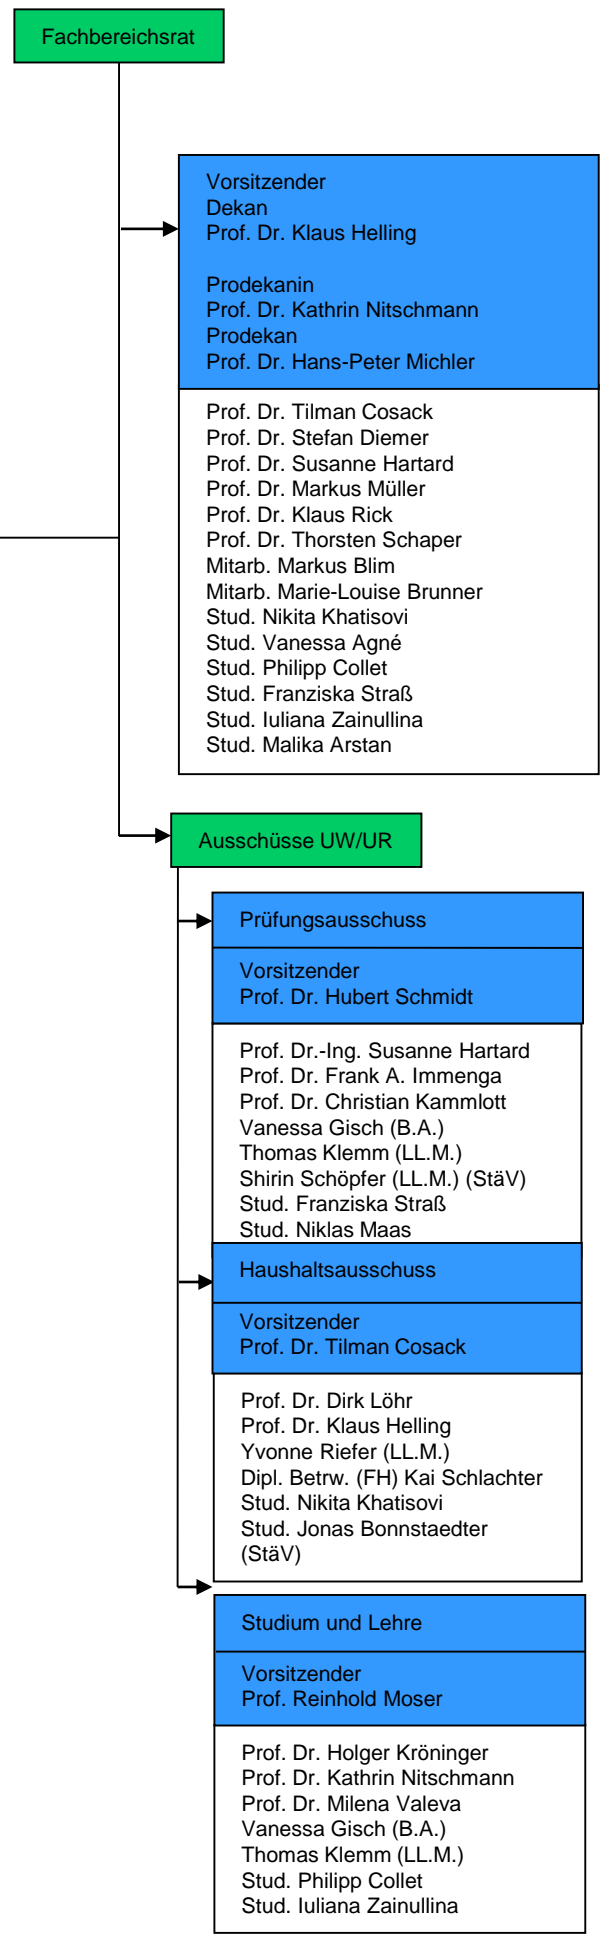 Fachbereichsrat
Vorsitzender
Dekan
Prof. Dr. Klaus Helling
Prodekanin
Prof. Dr. Kathrin Nitschmann
Prodekan
Prof. Dr. Hans-Peter Michler
Prof. Dr. Tilman Cosack
Prof. Dr. Stefan Diemer
Prof. Dr. Susanne Hartard
Prof. Dr. Markus Müller
Prof. Dr. Klaus Rick
Prof. Dr. Thorsten Schaper
Mitarb. Markus Blim
Mitarb. Marie-Louise Brunner
Stud. Nikita Khatisovi
Stud. Vanessa Agné
Stud. Philipp Collet
Stud. Franziska Straß
Stud. Iuliana Zainullina
Stud. Malika Arstan
Ausschüsse UW/UR
Prüfungsausschuss
Vorsitzender
Prof. Dr. Hubert Schmidt
Prof. Dr.-Ing. Susanne Hartard
Prof. Dr. Frank A. Immenga
Prof. Dr. Christian Kammlott
Vanessa Gisch (B.A.)
Thomas Klemm (LL.M.)
Shirin Schöpfer (LL.M.) (StäV)
Stud. Franziska Straß
Stud. Niklas Maas
Haushaltsausschuss
Vorsitzender
Prof. Dr. Tilman Cosack
Prof. Dr. Dirk Löhr
Prof. Dr. Klaus Helling
Yvonne Riefer (LL.M.)
Dipl. Betrw. (FH) Kai Schlachter
Stud. Nikita Khatisovi
Stud. Jonas Bonnstaedter
(StäV)
Studium und Lehre
Vorsitzender
Prof. Reinhold Moser
Prof. Dr. Holger Kröninger
Prof. Dr. Kathrin Nitschmann
Prof. Dr. Milena Valeva
Vanessa Gisch (B.A.)
Thomas Klemm (LL.M.)
Stud. Philipp Collet
Stud. Iuliana Zainullina